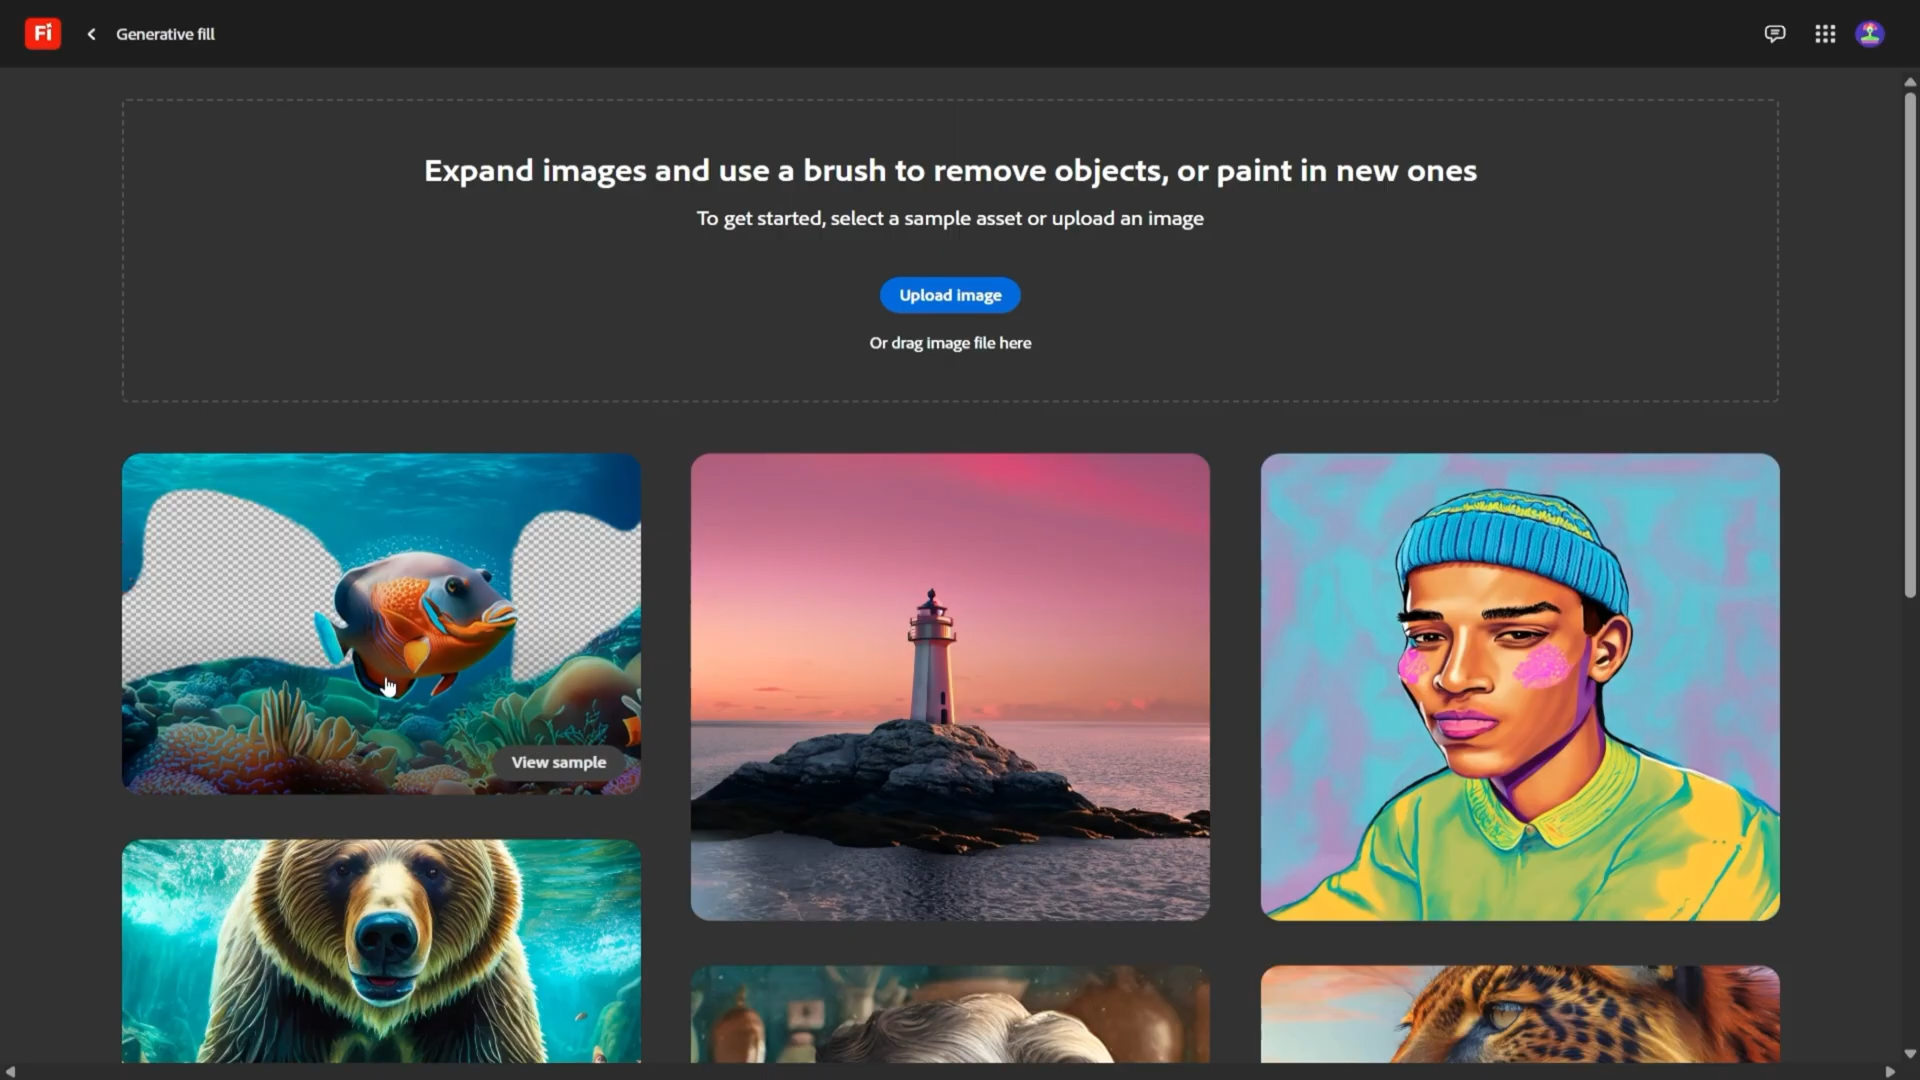 Fi
Generative fill
Expand images and use a brush to remove objects, or paint in new ones
To get started, select a sample asset or upload an image
Upload image
Or drag image file here
View sample